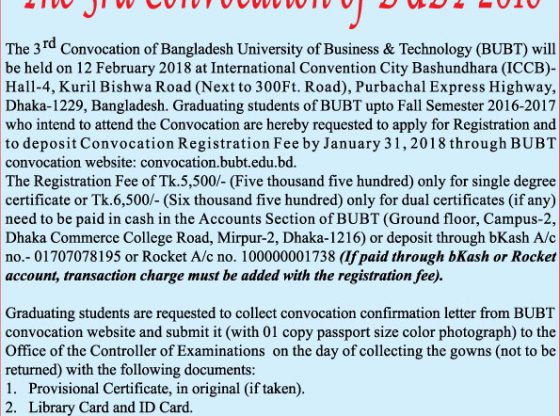 The 3rd Convocation of BUBT 2018
The 3rd Convocation of Bangladesh University of Business & Technology (BUBT) will
be held on 12 February 2018 at International Convention City Bashundhara (ICCB)-
Hall-4, Kuril Bishwa Road (Next to 300Ft. Road), Purbachal Express Highway,
Dhaka-1229, Bangladesh. Graduating students of BUBT upto Fall Semester 2016-2017
who intend to attend the Convocation are hereby requested to apply for Registration and
to deposit Convocation Registration Fee by January 31, 2018 through BUBT
convocation website: convocation.bubt.edu.bd.
The Registration Fee of Tk.5,500/- (Five thousand five hundred) only for single degree
certificate or Tk.6,500/- (Six thousand five hundred) only for dual certificates (if any)
need to be paid in cash in the Accounts Section of BUBT (Ground floor, Campus-2,
Dhaka Commerce College Road, Mirpur-2, Dhaka-1216) or deposit through bKash A/c
no.- 01707078195 or Rocket A/c no. 100000001738 (If paid through bKash or Rocket
account, transaction charge must be added with the registration fee).
Graduating students are requested to collect convocation confirmation letter from BUBT
convocation website and submit it (with 01 copy passport size color photograph) to the
Office of the Controller of Examinations on the day of collecting the gowns (not to be
returned) with the following documents:
1. Provisional Certificate, in original (if taken).
2. Library Card and ID Card.